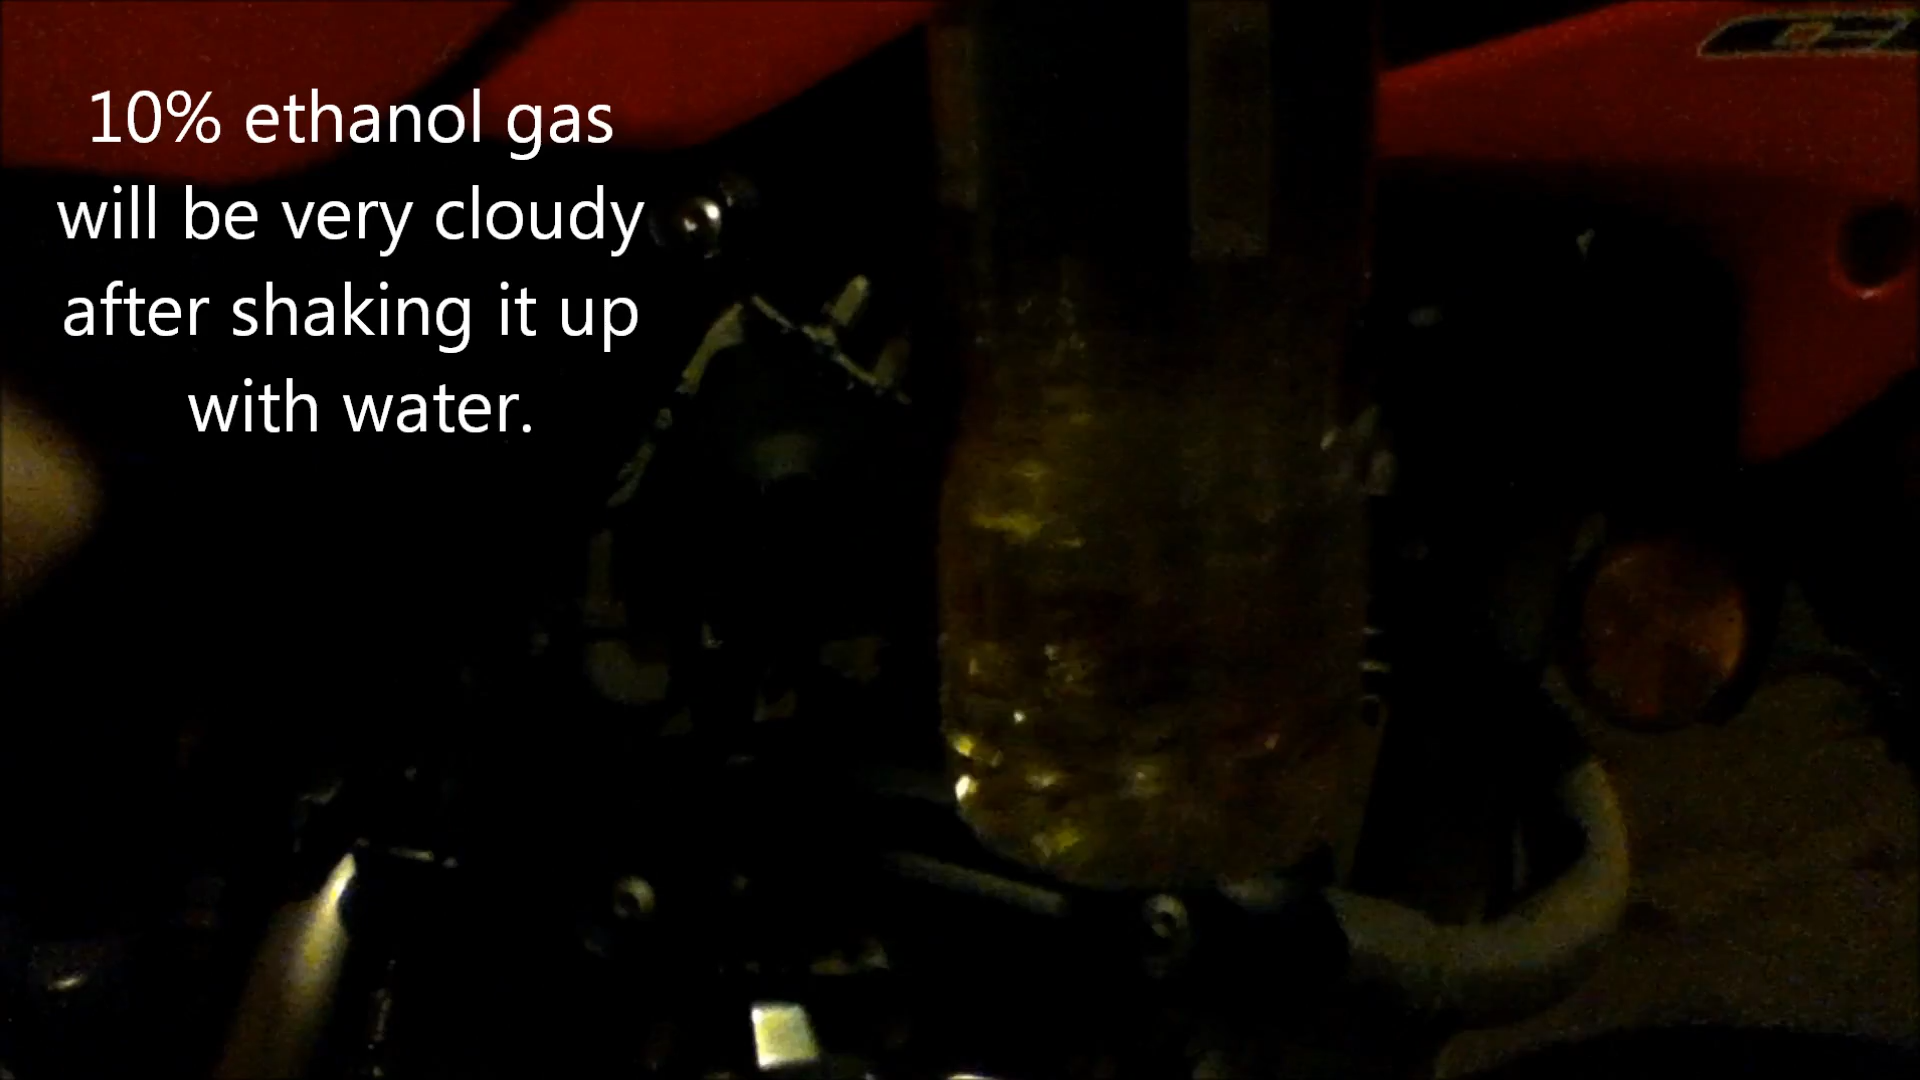 10% ethanol gas
will be very cloudy
after shaking it up
with water.